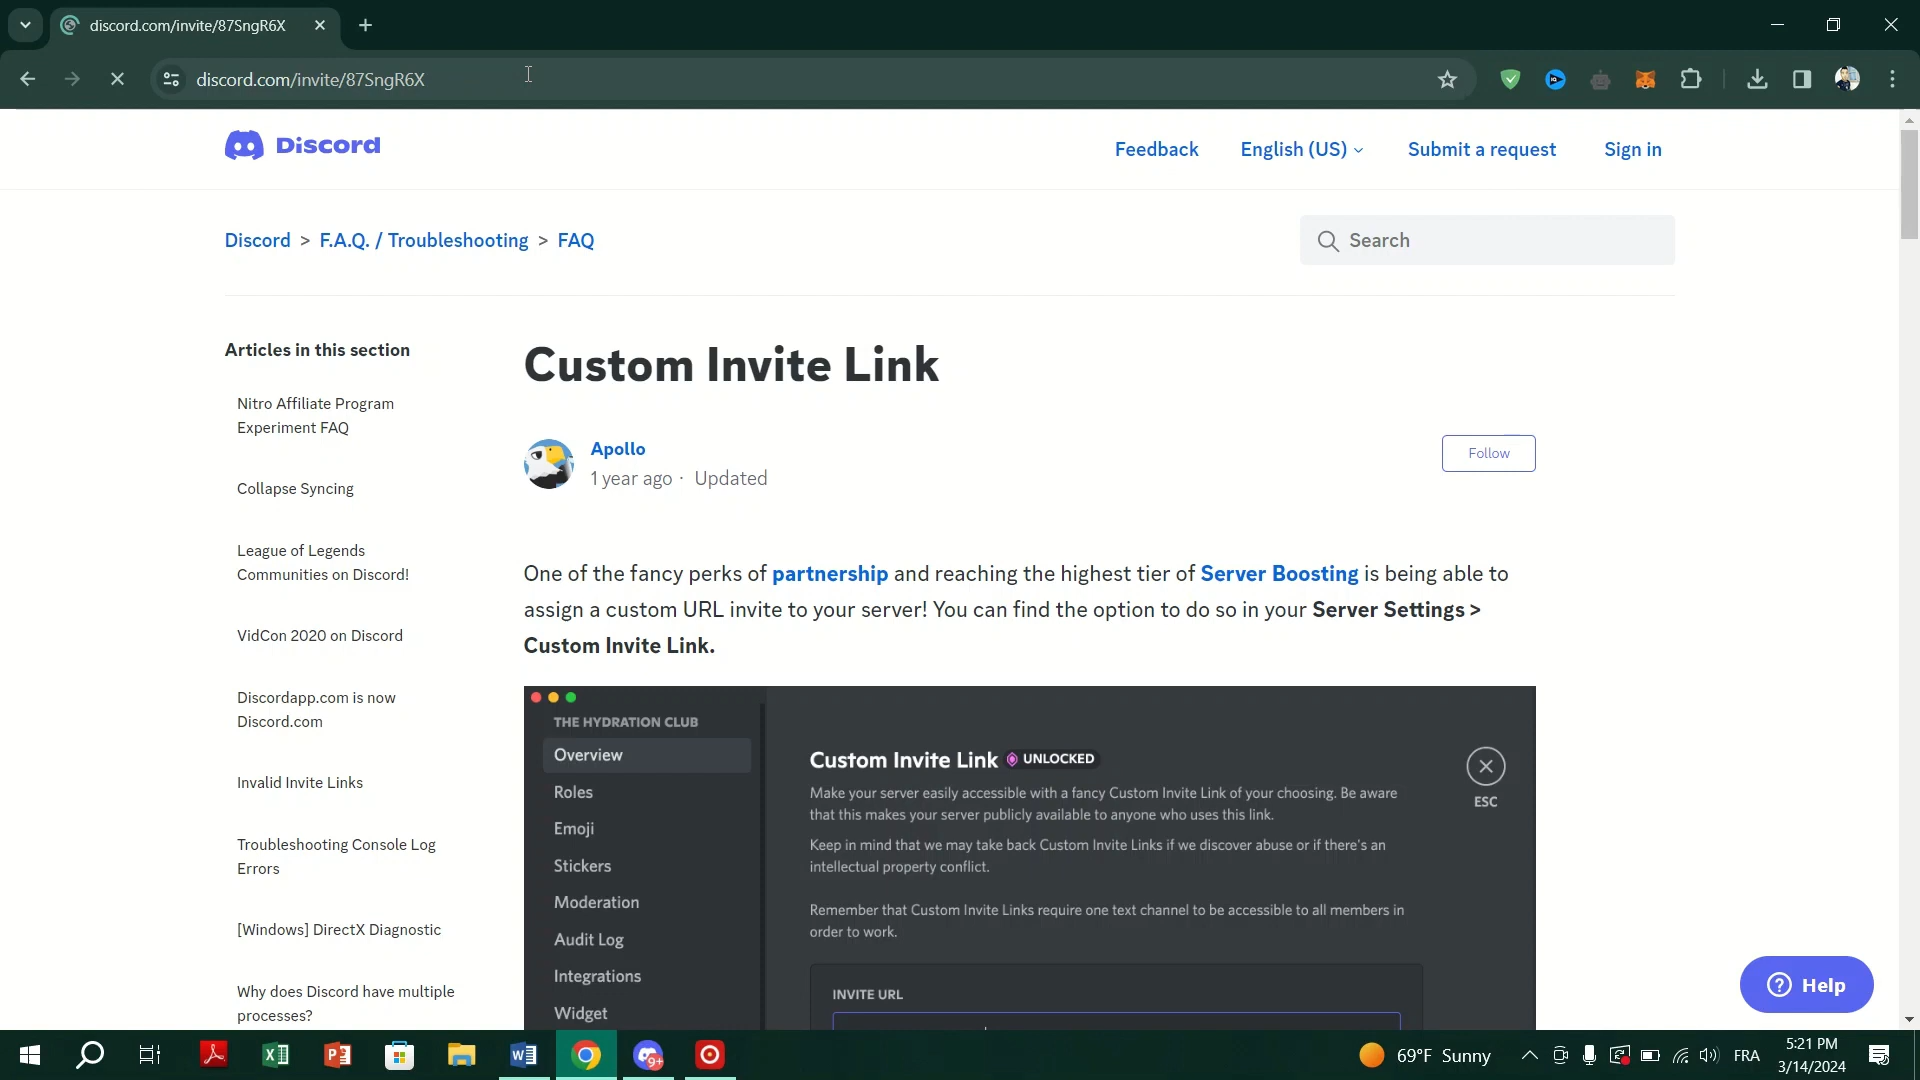 discord.com/invite/87SngR6X
discord.com/invite/87SngR6X
Discord
Feedback
English (US)
Submit a request
Sign in
Discord > F.A.Q. / Troubleshooting > FAQ
Search
Articles in this section
Nitro Affiliate Program
Experiment FAQ
Collapse Syncing
League of Legends
Communities on Discord!
VidCon 2020 on Discord
Discordapp.com is now
Discord.com
Invalid Invite Links
Troubleshooting Console Log
Errors
[Windows] DirectX Diagnostic
Why does Discord have multiple
processes?
Custom Invite Link
Apollo
1 year ago · Updated
Follow
One of the fancy perks of partnership and reaching the highest tier of Server Boosting is being able to
assign a custom URL invite to your server! You can find the option to do so in your Server Settings >
Custom Invite Link.
THE HYDRATION CLUB
Overview
Roles
Emoji
Stickers
Moderation
Audit Log
Integrations
Widget
Custom Invite Link UNLOCKED
Make your server easily accessible with a fancy Custom Invite Link of your choosing. Be aware
that this makes your server publicly available to anyone who uses this link.
Keep in mind that we may take back Custom Invite Links if we discover abuse or if there's an
intellectual property conflict.
Remember that Custom Invite Links require one text channel to be accessible to all members in
order to work.
INVITE URL
ESC
Help
9+
69°F Sunny
FRA
5:21 PM
3/14/2024